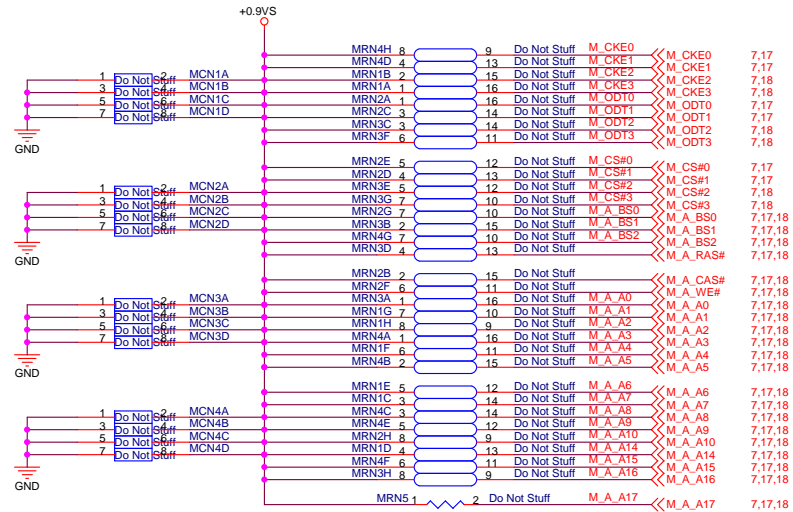 +0.9VS
MRN4H 8 9 Do Not Stuff M_CKE0 M_CKE0 7,17
MRN4D 4 13 Do Not Stuff M_CKE1 M_CKE1 7,17
1 Do Not Stuff 2 MCN1A MRN1B 2 15 Do Not Stuff M_CKE2 M_CKE2 7,18
3 Do Not Stuff 4 MCN1B MRN1A 1 16 Do Not Stuff M_CKE3 M_CKE3 7,18
5 Do Not Stuff 6 MCN1C MRN2A 1 16 Do Not Stuff M_ODT0 M_ODT0 7,17
7 Do Not Stuff 8 MCN1D MRN2C 3 14 Do Not Stuff M_ODT1 M_ODT1 7,17
MRN3C 3 14 Do Not Stuff M_ODT2 M_ODT2 7,18
MRN3F 6 11 Do Not Stuff M_ODT3 M_ODT3 7,18
GND
MRN2E 5 12 Do Not Stuff M_CS#0 M_CS#0 7,17
MRN2D 4 13 Do Not Stuff M_CS#1 M_CS#1 7,17
1 Do Not Stuff 2 MCN2A MRN3E 5 12 Do Not Stuff M_CS#2 M_CS#2 7,18
3 Do Not Stuff 4 MCN2B MRN3G 7 10 Do Not Stuff M_CS#3 M_CS#3 7,18
5 Do Not Stuff 6 MCN2C MRN2G 7 10 Do Not Stuff M_A_BS0 M_A_BS0 7,17,18
7 Do Not Stuff 8 MCN2D MRN3B 2 15 Do Not Stuff M_A_BS1 M_A_BS1 7,17,18
MRN4G 7 10 Do Not Stuff M_A_BS2 M_A_BS2 7,17,18
MRN3D 4 13 Do Not Stuff M_A_RAS# 7,17,18
GND
MRN2B 2 15 Do Not Stuff M_A_CAS# 7,17,18
MRN2F 6 11 Do Not Stuff M_A_WE# 7,17,18
1 Do Not Stuff 2 MCN3A MRN3A 1 16 Do Not Stuff M_A_A0 M_A_A0 7,17,18
3 Do Not Stuff 4 MCN3B MRN1G 7 10 Do Not Stuff M_A_A1 M_A_A1 7,17,18
5 Do Not Stuff 6 MCN3C MRN1H 8 9 Do Not Stuff M_A_A2 M_A_A2 7,17,18
7 Do Not Stuff 8 MCN3D MRN4A 1 16 Do Not Stuff M_A_A3 M_A_A3 7,17,18
MRN1F 6 11 Do Not Stuff M_A_A4 M_A_A4 7,17,18
MRN4B 2 15 Do Not Stuff M_A_A5 M_A_A5 7,17,18
GND
MRN1E 5 12 Do Not Stuff M_A_A6 M_A_A6 7,17,18
MRN1C 3 14 Do Not Stuff M_A_A7 M_A_A7 7,17,18
1 Do Not Stuff 2 MCN4A MRN4C 3 14 Do Not Stuff M_A_A8 M_A_A8 7,17,18
3 Do Not Stuff 4 MCN4B MRN4E 5 12 Do Not Stuff M_A_A9 M_A_A9 7,17,18
5 Do Not Stuff 6 MCN4C MRN2H 8 9 Do Not Stuff M_A_A10 M_A_A10 7,17,18
7 Do Not Stuff 8 MCN4D MRN1D 4 13 Do Not Stuff M_A_A14 M_A_A14 7,17,18
MRN4F 6 11 Do Not Stuff M_A_A15 M_A_A15 7,17,18
MRN3H 8 9 Do Not Stuff M_A_A16 M_A_A16 7,17,18
GND
MRN5 1 2 Do Not Stuff M_A_A17 M_A_A17 7,17,18